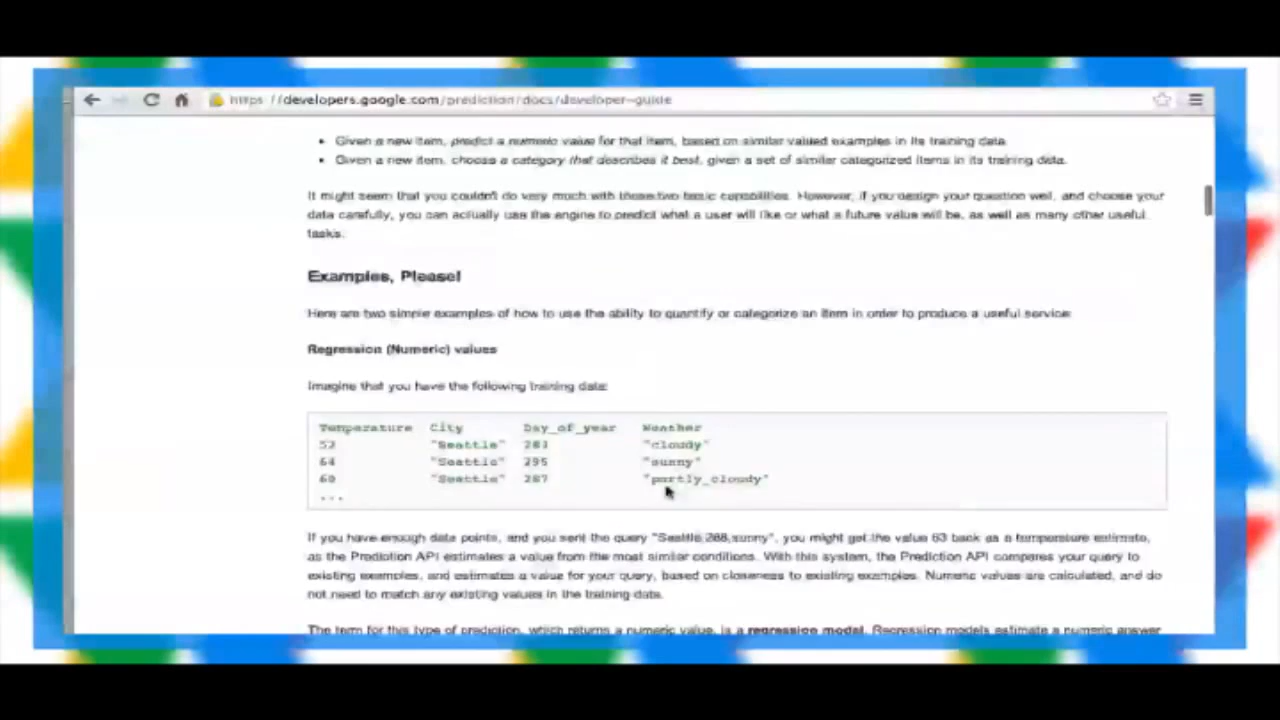 https://developers.google.com/prediction/docs/developer-guide
• Given a new item, predict a numeric value for that item, based on similar valued examples in its training data.
• Given a new item, choose a category that describes it best, given a set of similar categorized items in its training data.
It might seem that you couldn't do very much with those two basic capabilities. However, if you design your question well, and choose your
data carefully, you can actually use the engine to predict what a user will like or what a future value will be, as well as many other useful
tasks.
Examples, Please!
Here are two simple examples of how to use the ability to quantify or categorize an item in order to produce a useful service:
Regression (Numeric) values
Imagine that you have the following training data:
Temperature City Day_of_year Weather
52 "Seattle" 283 "cloudy"
64 "Seattle" 295 "sunny"
60 "Seattle" 287 "partly_cloudy"
...
If you have enough data points, and you sent the query "Seattle,288,sunny", you might get the value 63 back as a temperature estimate,
as the Prediction API estimates a value from the most similar conditions. With this system, the Prediction API compares your query to
existing examples, and estimates a value for your query, based on closeness to existing examples. Numeric values are calculated, and do
not need to match any existing values in the training data.
The term for this type of prediction, which returns a numeric value, is a regression model. Regression models estimate a numeric answer